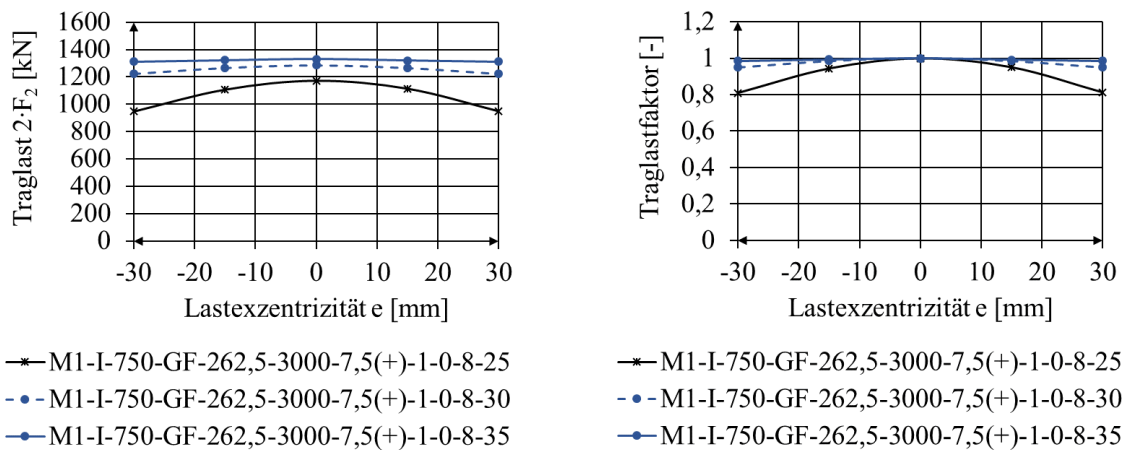 Traglast 2·F₂ [kN]
1600
1400
1200
1000
800
600
400
200
0
-30 -20 -10 0 10 20 30
Lastexzentrizität e [mm]
M1-I-750-GF-262,5-3000-7,5(+)-1-0-8-25
M1-I-750-GF-262,5-3000-7,5(+)-1-0-8-30
M1-I-750-GF-262,5-3000-7,5(+)-1-0-8-35
Traglastfaktor [-]
1,2
1
0,8
0,6
0,4
0,2
0
-30 -20 -10 0 10 20 30
Lastexzentrizität e [mm]
M1-I-750-GF-262,5-3000-7,5(+)-1-0-8-25
M1-I-750-GF-262,5-3000-7,5(+)-1-0-8-30
M1-I-750-GF-262,5-3000-7,5(+)-1-0-8-35